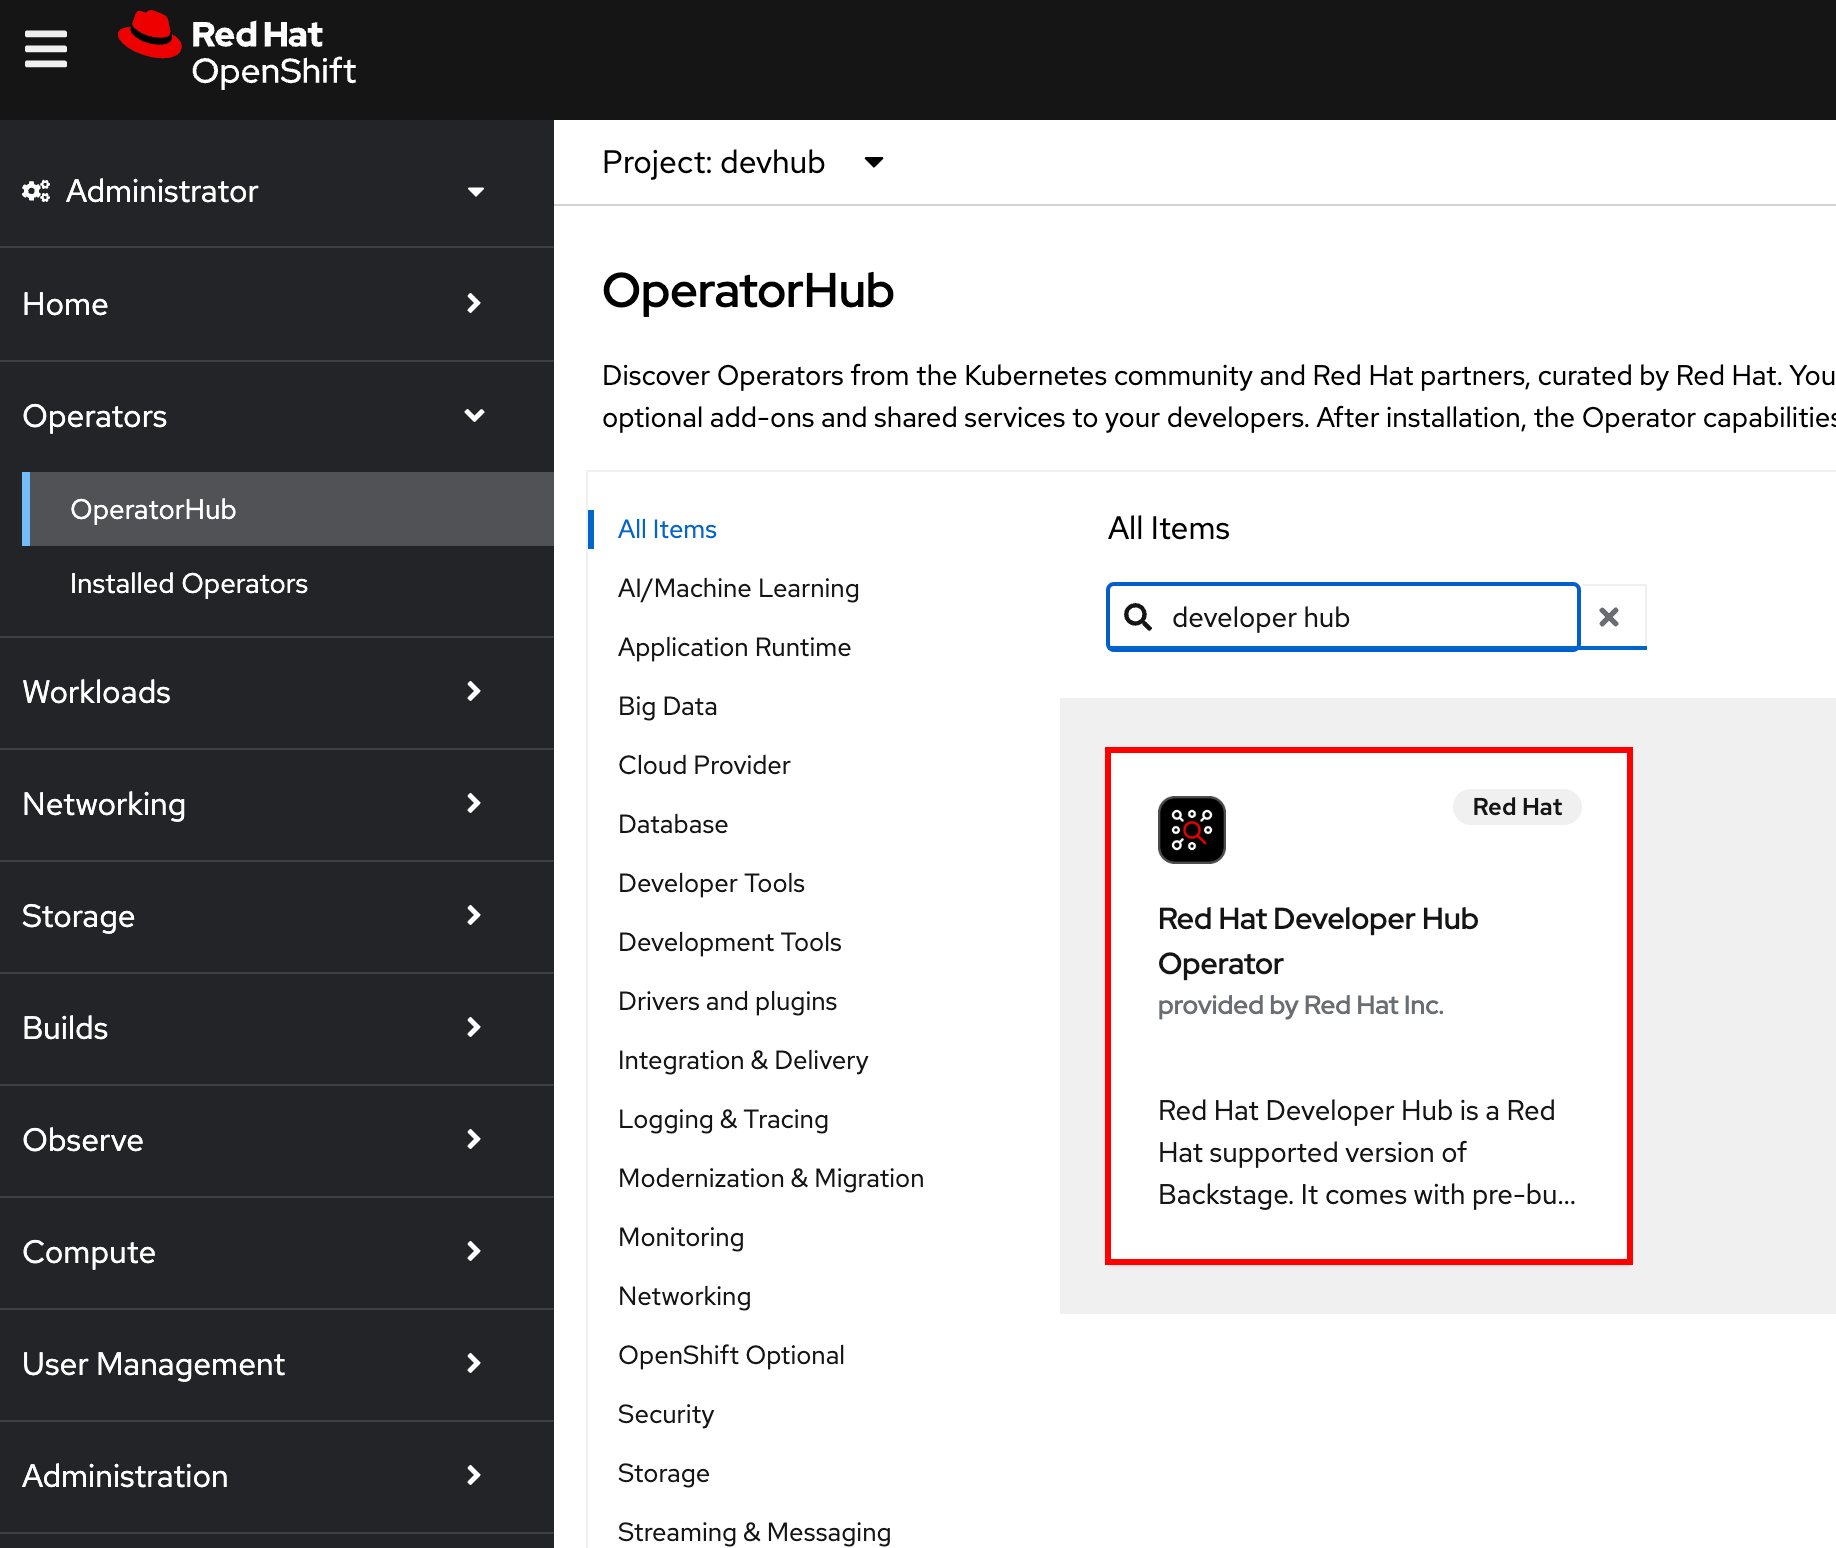 Red Hat
OpenShift
Administrator
Home
Operators
OperatorHub
Installed Operators
Workloads
Networking
Storage
Builds
Observe
Compute
User Management
Administration
Project: devhub
OperatorHub
Discover Operators from the Kubernetes community and Red Hat partners, curated by Red Hat. You
optional add-ons and shared services to your developers. After installation, the Operator capabilities
All Items
AI/Machine Learning
Application Runtime
Big Data
Cloud Provider
Database
Developer Tools
Development Tools
Drivers and plugins
Integration & Delivery
Logging & Tracing
Modernization & Migration
Monitoring
Networking
OpenShift Optional
Security
Storage
Streaming & Messaging
All Items
developer hub
Red Hat
Red Hat Developer Hub
Operator
provided by Red Hat Inc.
Red Hat Developer Hub is a Red
Hat supported version of
Backstage. It comes with pre-bu...